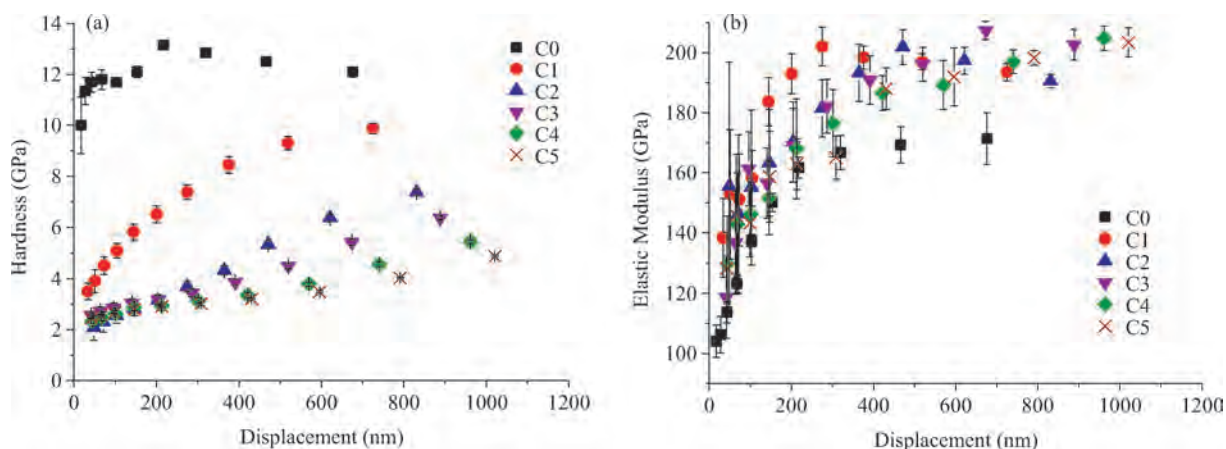 (a)
14
12
10
8
6
4
2
0
Hardness (GPa)
0 200 400 600 800 1000 1200
Displacement (nm)
C0
C1
C2
C3
C4
C5
(b)
200
180
160
140
120
100
Elastic Modulus (GPa)
0 200 400 600 800 1000 1200
Displacement (nm)
C0
C1
C2
C3
C4
C5